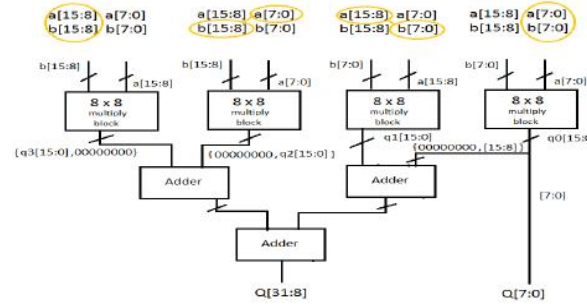 a[15:8] a[7:0] a[15:8] a[7:0] a[15:8] a[7:0] a[15:8] a[7:0]
b[15:8] b[7:0] b[15:8] b[7:0] b[15:8] b[7:0] b[15:8] b[7:0]
b[15:8] a[15:8] b[15:8] a[7:0] b[7:0] a[15:8] b[7:0] a[7:0]
8 x 8 8 x 8 8 x 8 8 x 8
multiply multiply multiply multiply
block block block block
{q3[15:0],00000000} {00000000,q2[15:0]} q1[15:0] q0[15:0
{00000000,[15:8]}
Adder Adder
[7:0]
Adder
Q[31:8] Q[7:0]